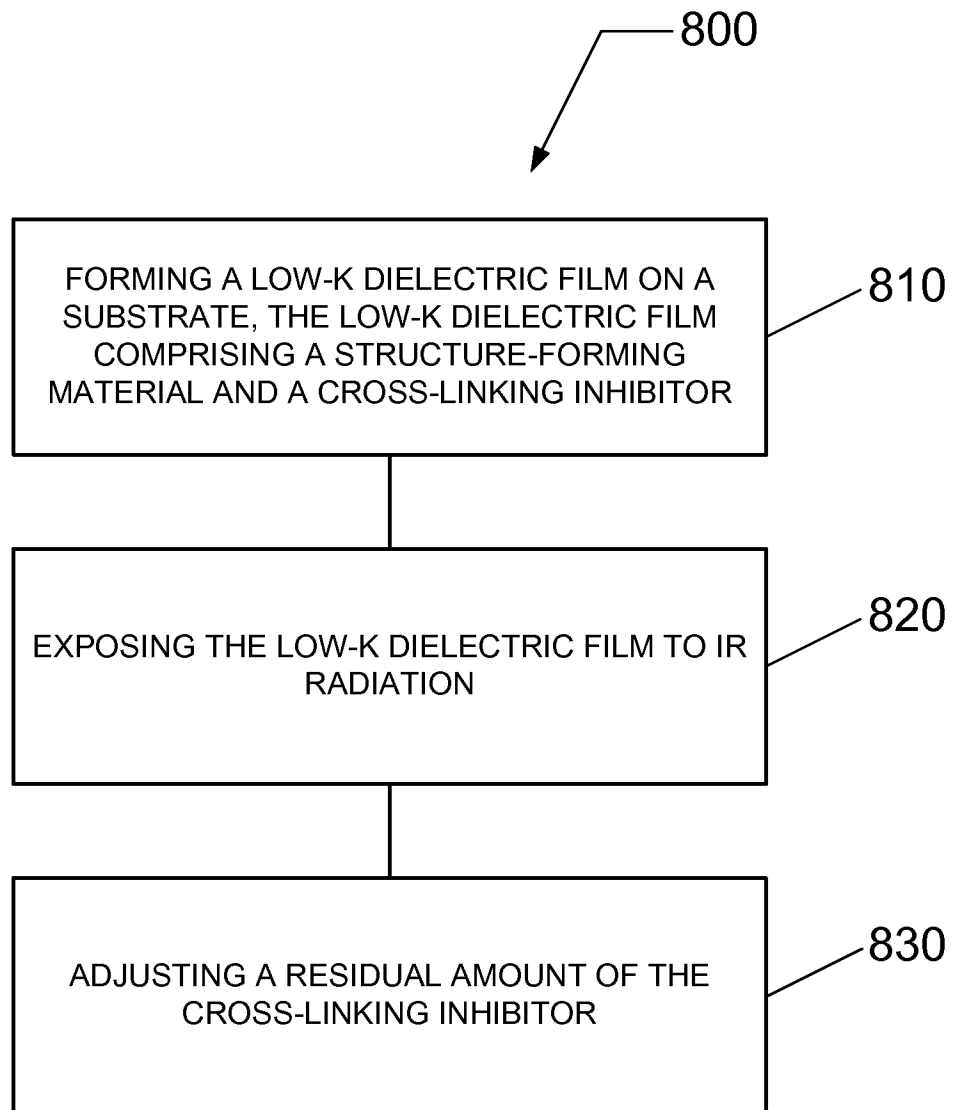 800
FORMING A LOW-K DIELECTRIC FILM ON A
SUBSTRATE, THE LOW-K DIELECTRIC FILM
COMPRISING A STRUCTURE-FORMING
MATERIAL AND A CROSS-LINKING INHIBITOR
810
EXPOSING THE LOW-K DIELECTRIC FILM TO IR
RADIATION
820
ADJUSTING A RESIDUAL AMOUNT OF THE
CROSS-LINKING INHIBITOR
830